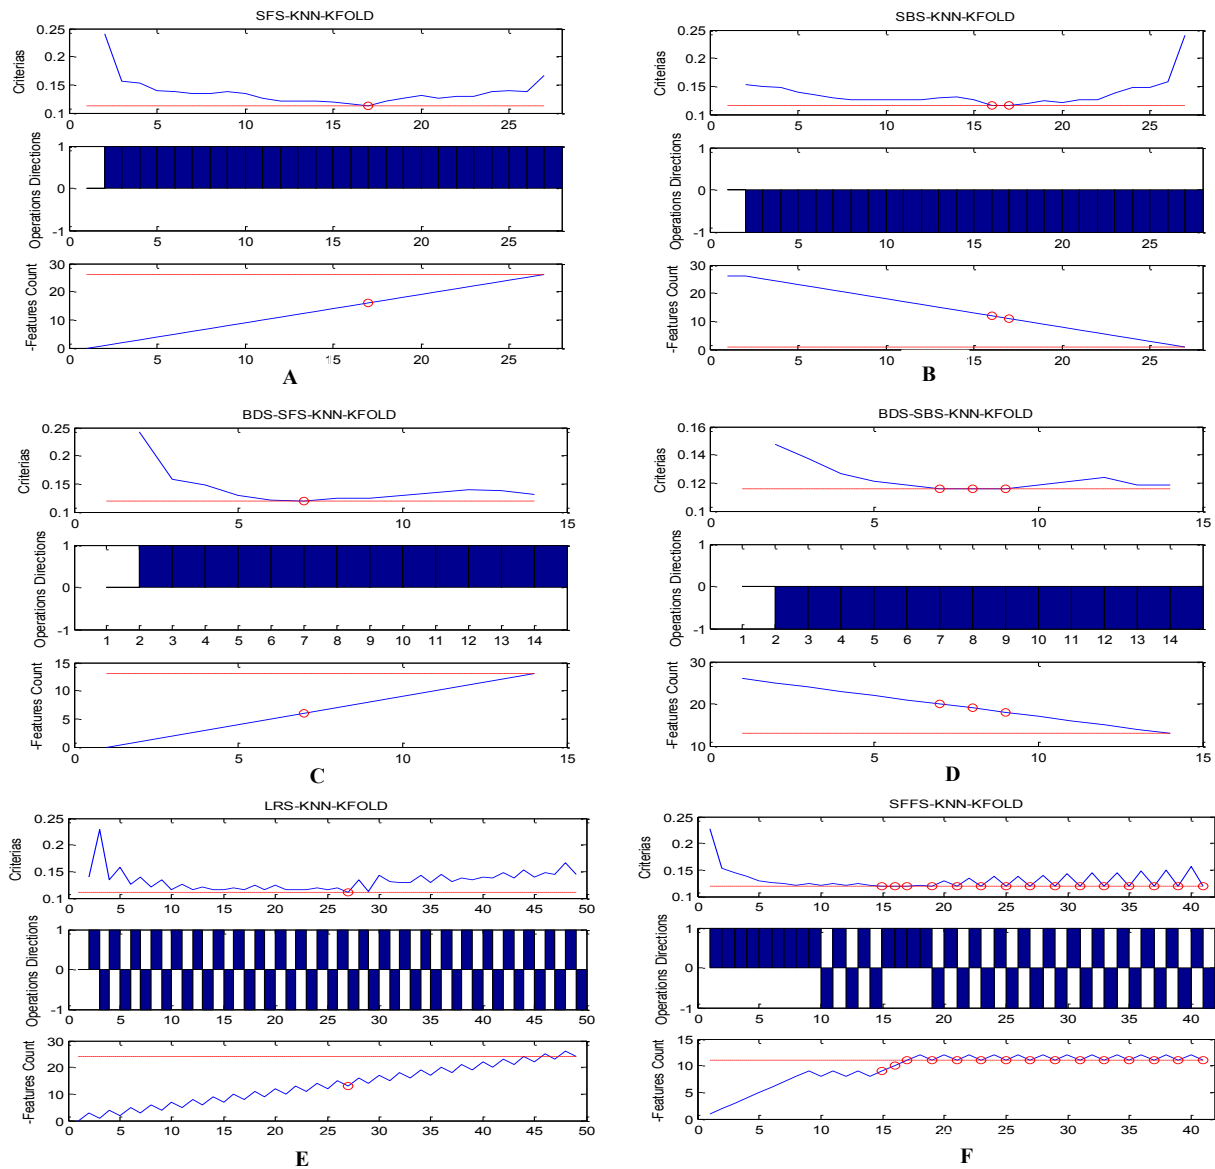 SFS-KNN-KFOLD
Criterias
0.25
0.2
0.15
0.1
0 5 10 15 20 25
Operations Directions
1
0
-1
0 5 10 15 20 25
-Features Count
30
20
10
0
0 5 10 15 20 25
A
SBS-KNN-KFOLD
Criterias
0.25
0.2
0.15
0.1
0 5 10 15 20 25
Operations Directions
1
0
-1
0 5 10 15 20 25
-Features Count
30
20
10
0
0 5 10 15 20 25
B
BDS-SFS-KNN-KFOLD
Criterias
0.25
0.2
0.15
0.1
0 5 10 15
Operations Directions
1
0
-1
1 2 3 4 5 6 7 8 9 10 11 12 13 14
-Features Count
15
10
5
0
0 5 10 15
C
BDS-SBS-KNN-KFOLD
Criterias
0.16
0.14
0.12
0.1
0 5 10 15
Operations Directions
1
0
-1
1 2 3 4 5 6 7 8 9 10 11 12 13 14
-Features Count
30
20
10
0 5 10 15
D
LRS-KNN-KFOLD
Criterias
0.25
0.2
0.15
0.1
0 5 10 15 20 25 30 35 40 45 50
Operations Directions
1
0
-1
0 5 10 15 20 25 30 35 40 45 50
-Features Count
30
20
10
0
0 5 10 15 20 25 30 35 40 45 50
E
SFFS-KNN-KFOLD
Criterias
0.25
0.2
0.15
0.1
0 5 10 15 20 25 30 35 40
Operations Directions
1
0
-1
0 5 10 15 20 25 30 35 40
-Features Count
15
10
5
0
0 5 10 15 20 25 30 35 40
F